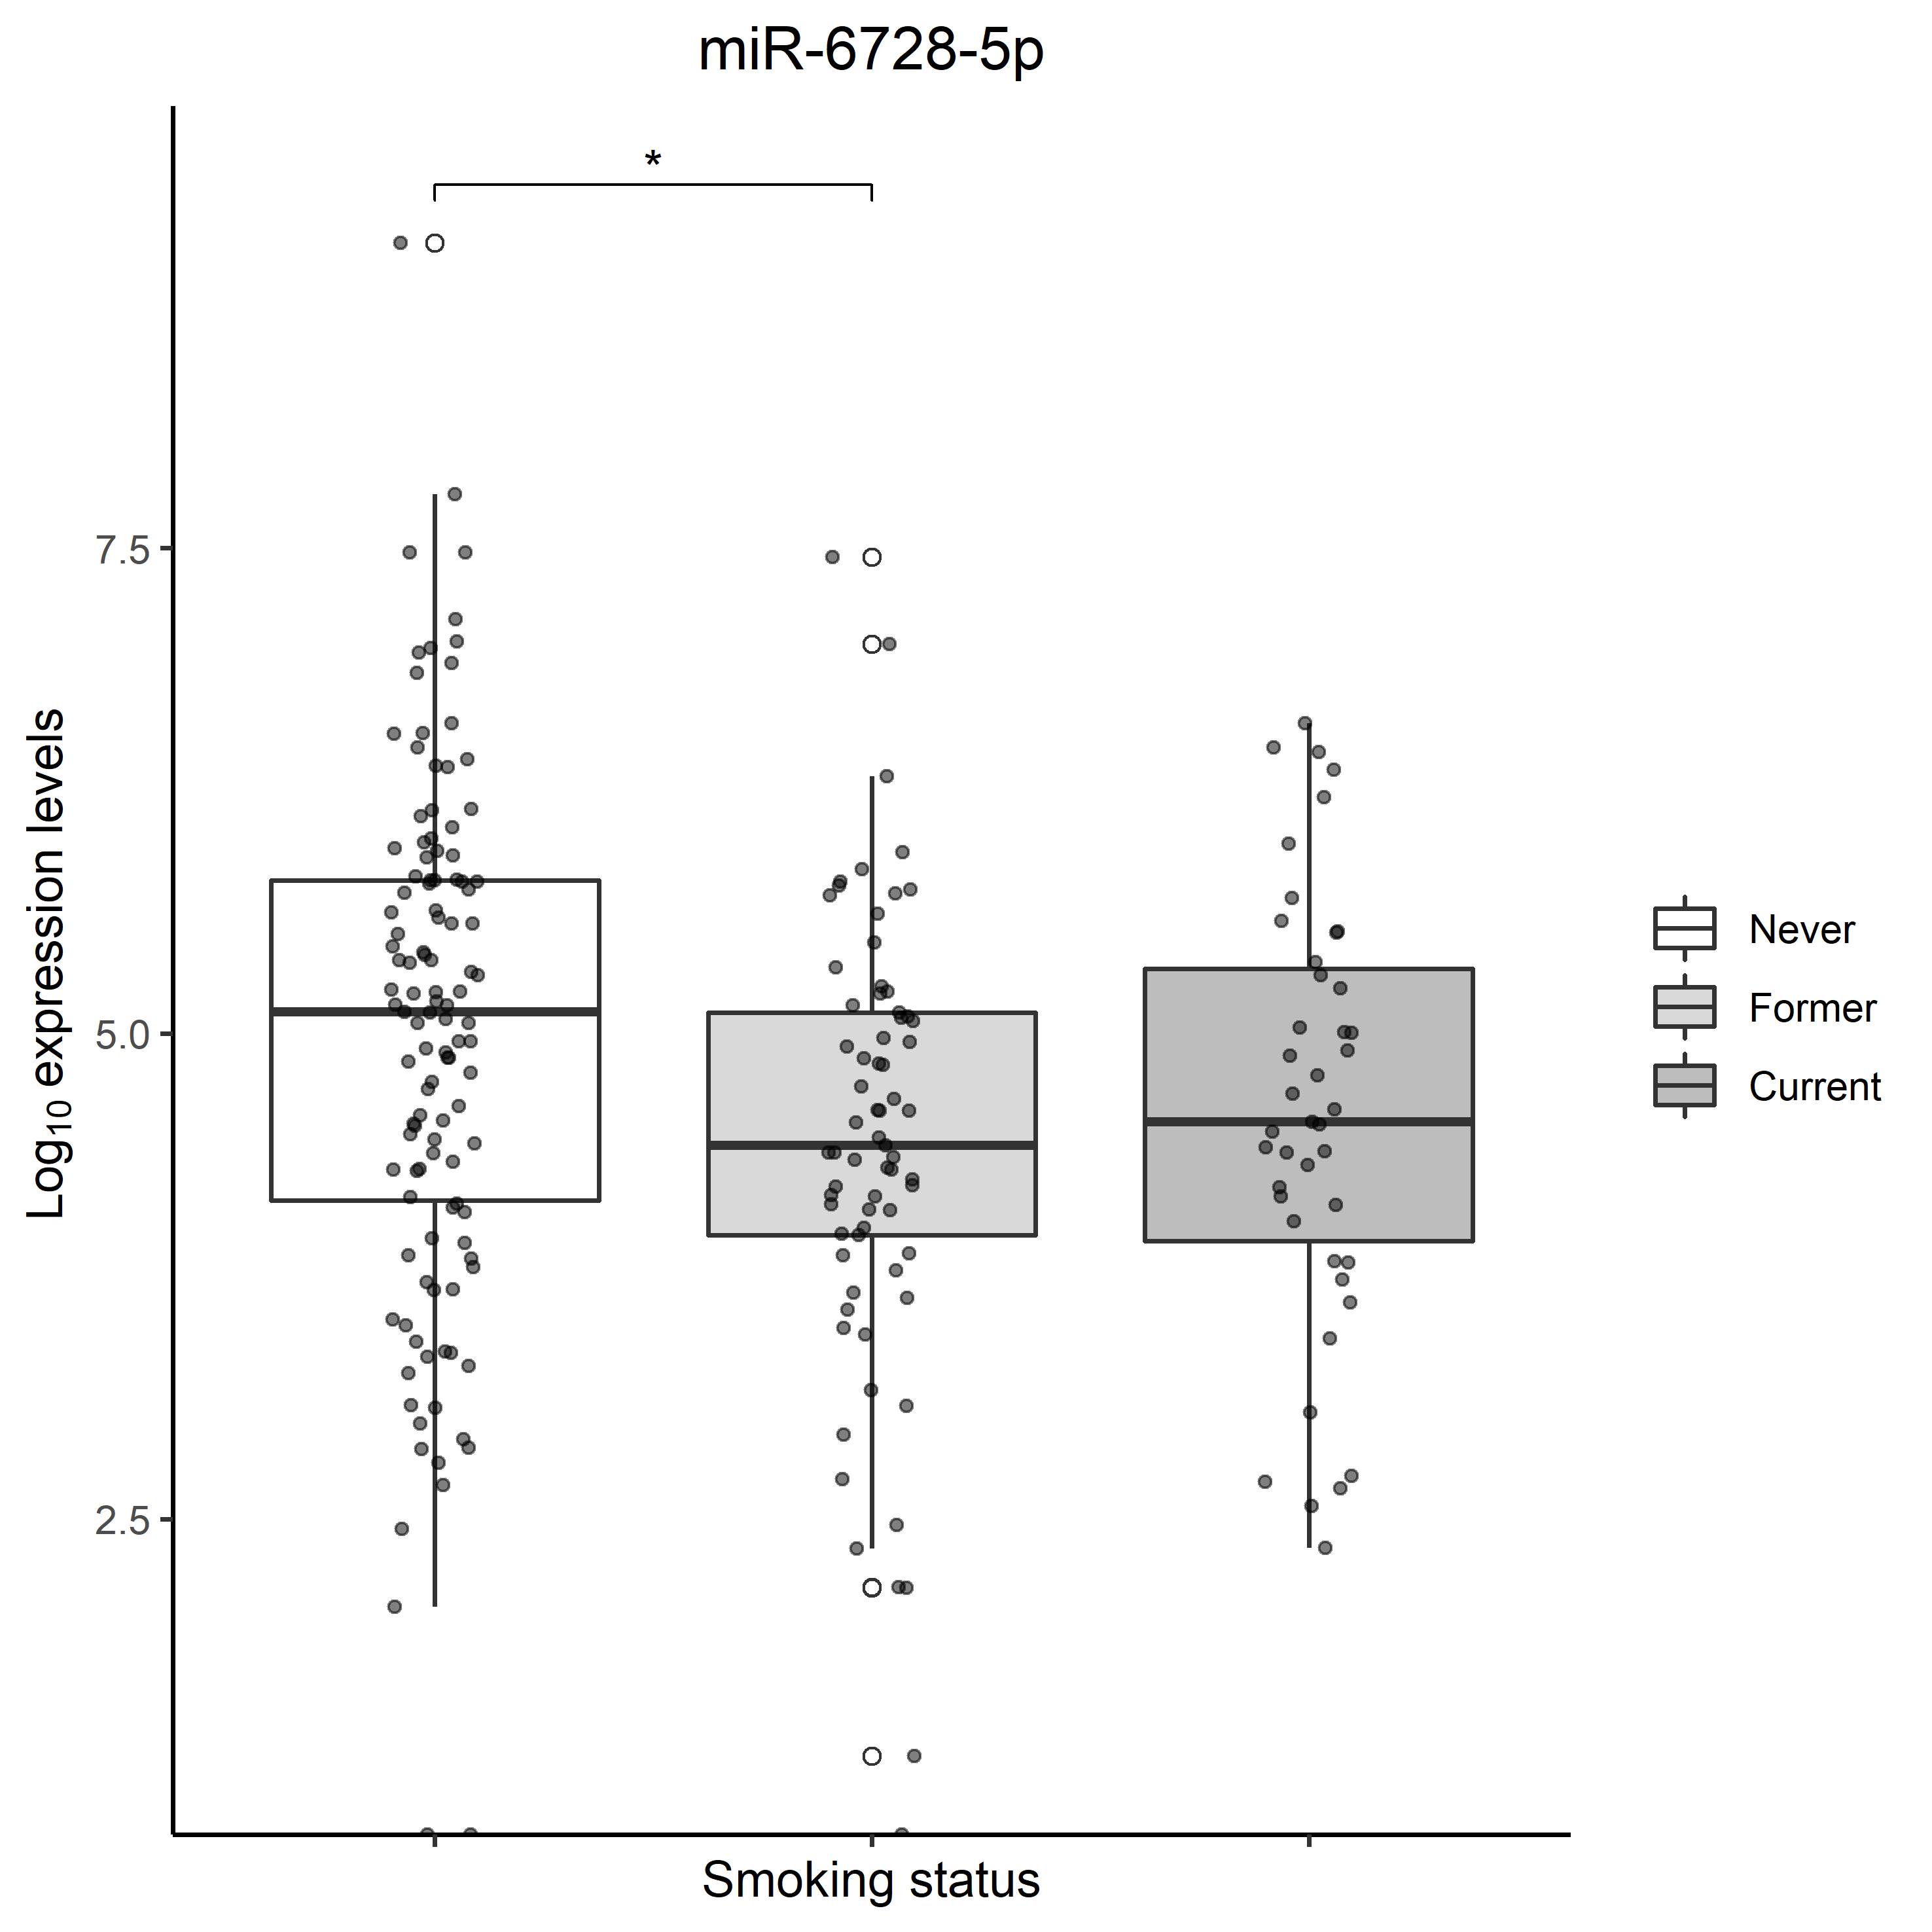 miR-6728-5p
*
7.5
5.0
2.5
Log10 expression levels
Smoking status
Never
Former
Current